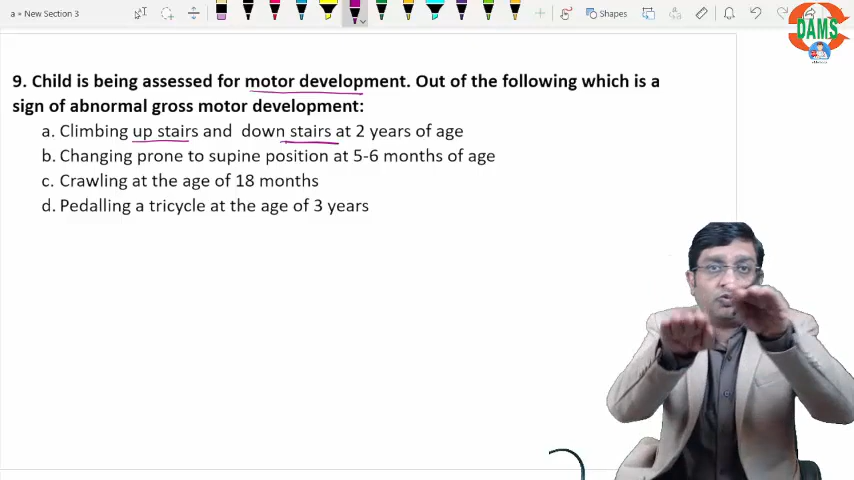 a = New Section 3
Shapes
DAMS
9. Child is being assessed for motor development. Out of the following which is a
sign of abnormal gross motor development:
a. Climbing up stairs and down stairs at 2 years of age
b. Changing prone to supine position at 5-6 months of age
c. Crawling at the age of 18 months
d. Pedalling a tricycle at the age of 3 years